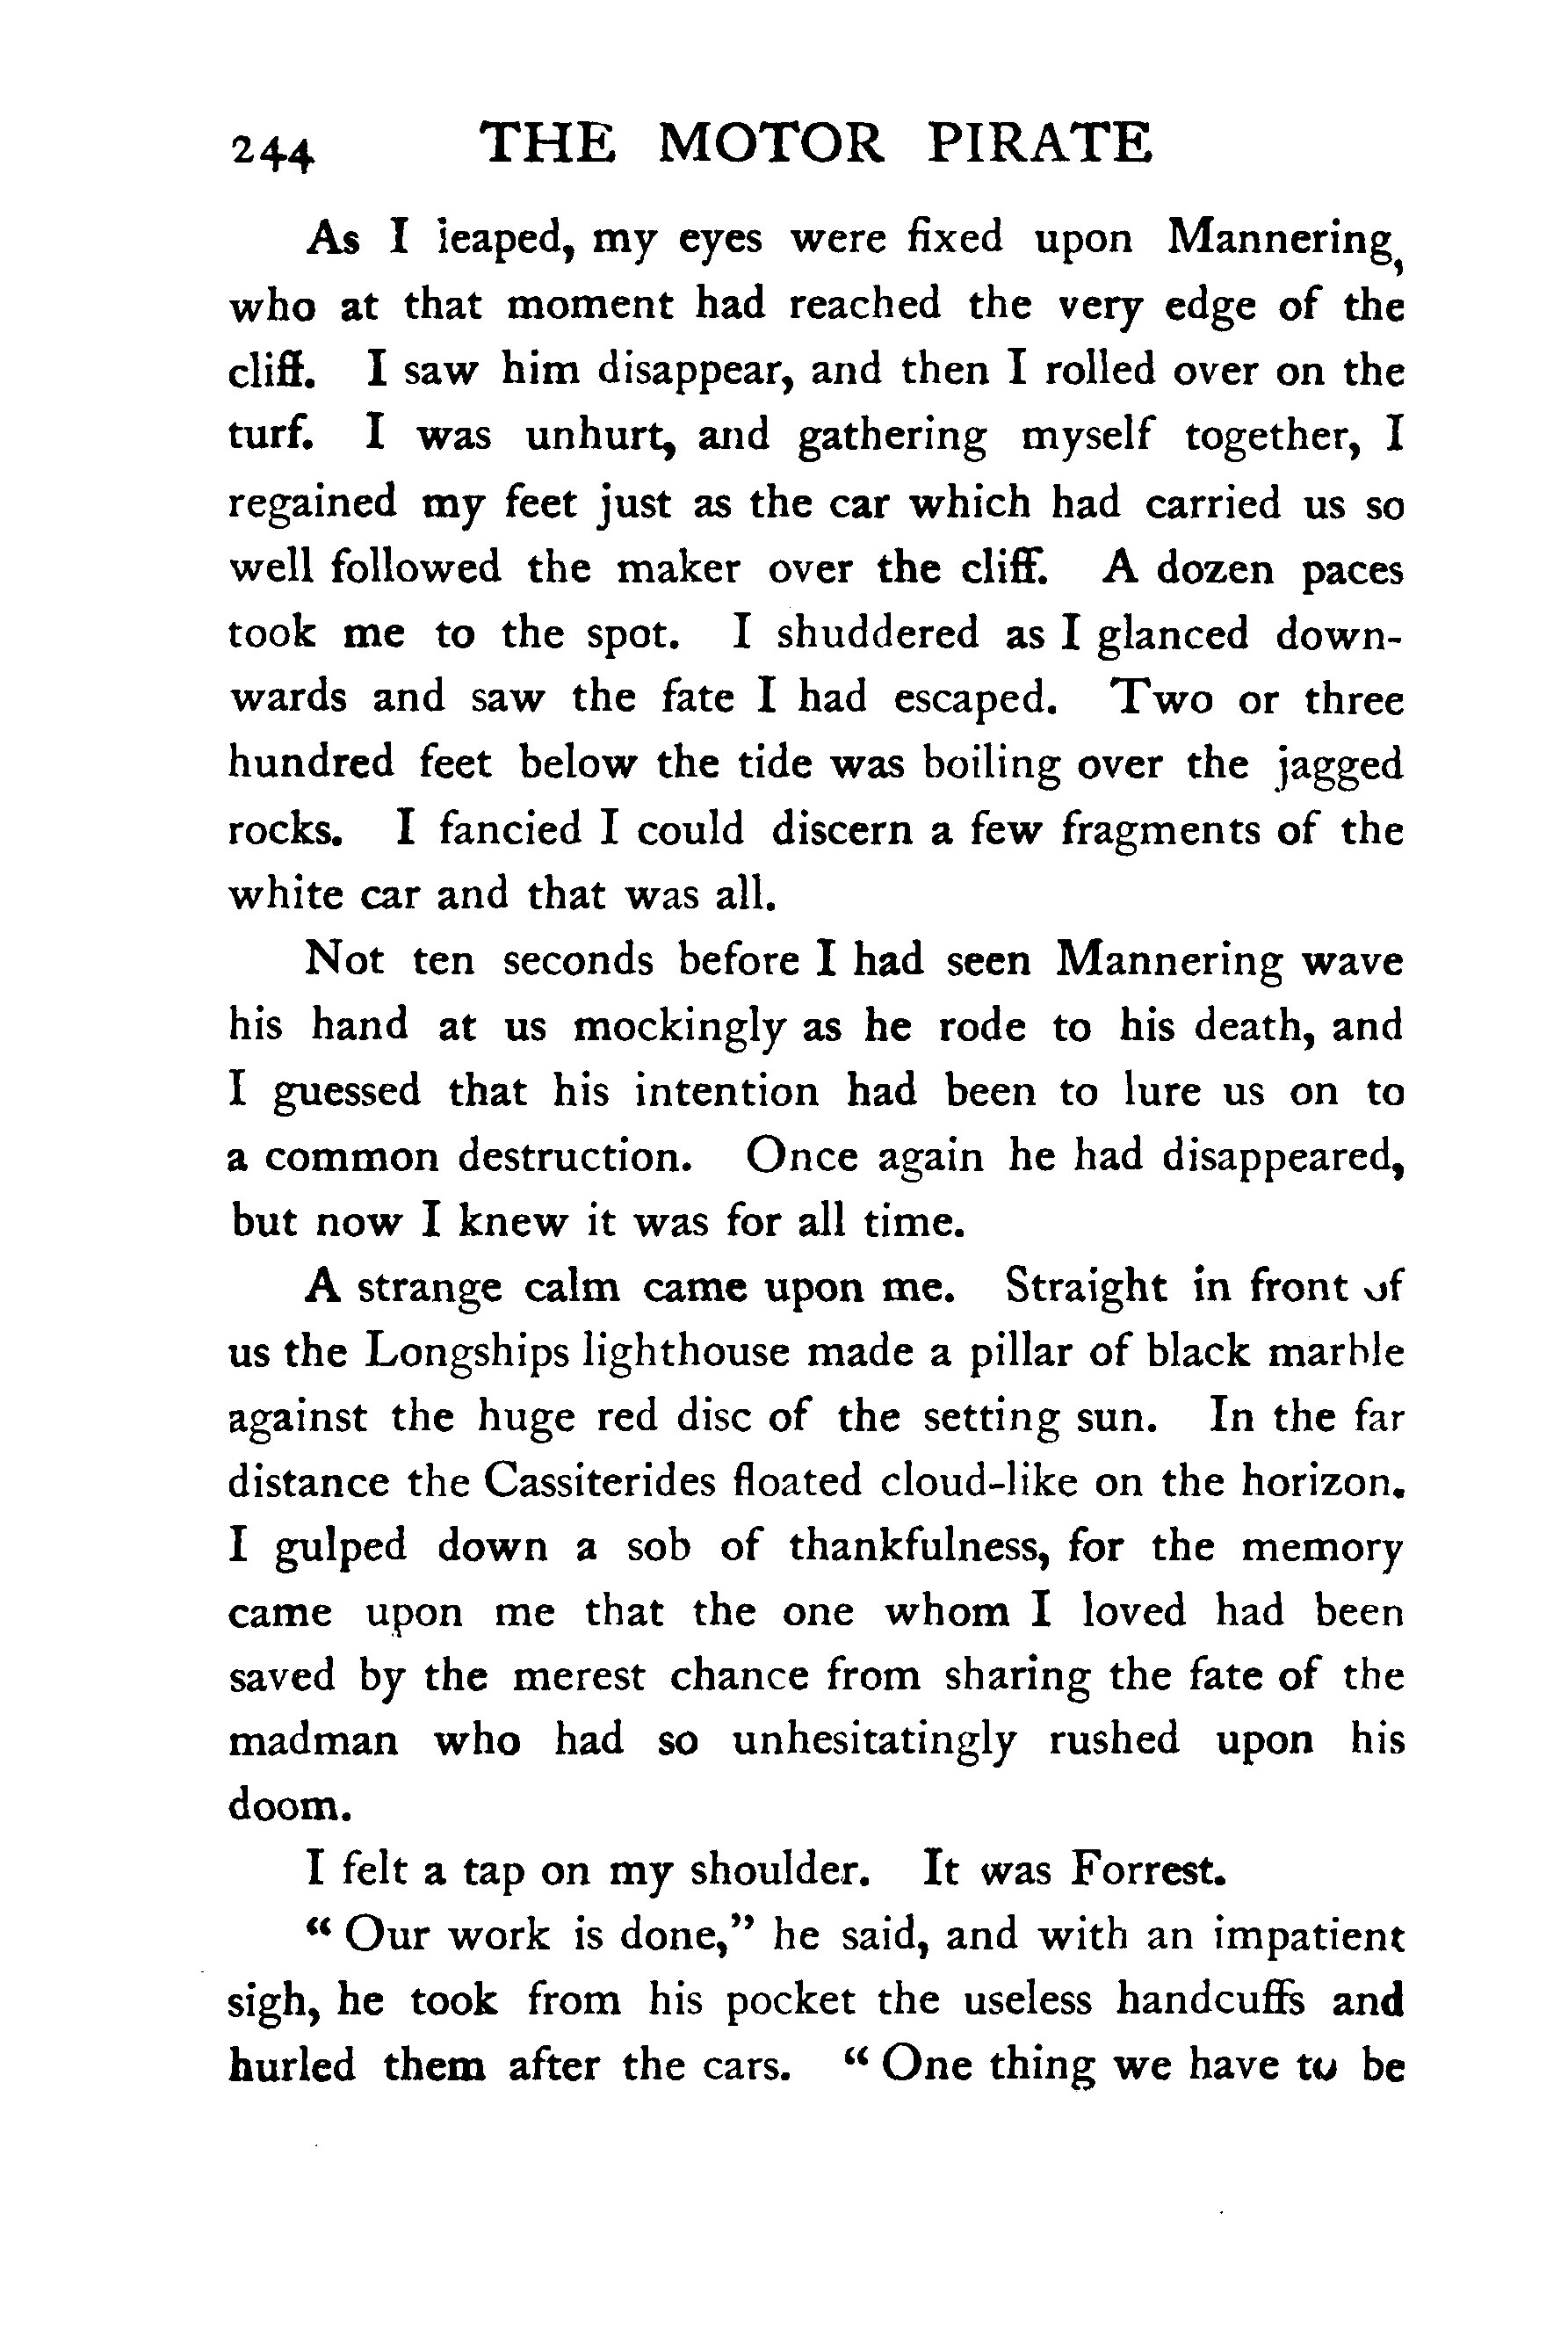 244 THE MOTOR PIRATE
As I leaped, my eyes were fixed upon Mannering,
who at that moment had reached the very edge of the
cliff. I saw him disappear, and then I rolled over on the
turf. I was unhurt, and gathering myself together, I
regained my feet just as the car which had carried us so
well followed the maker over the cliff. A dozen paces
took me to the spot. I shuddered as I glanced down-
wards and saw the fate I had escaped. Two or three
hundred feet below the tide was boiling over the jagged
rocks. I fancied I could discern a few fragments of the
white car and that was all.
Not ten seconds before I had seen Mannering wave
his hand at us mockingly as he rode to his death, and
I guessed that his intention had been to lure us on to
a common destruction. Once again he had disappeared,
but now I knew it was for all time.
A strange calm came upon me. Straight in front of
us the Longships lighthouse made a pillar of black marble
against the huge red disc of the setting sun. In the far
distance the Cassiterides floated cloud-like on the horizon.
I gulped down a sob of thankfulness, for the memory
came upon me that the one whom I loved had been
saved by the merest chance from sharing the fate of the
madman who had so unhesitatingly rushed upon his
doom.
I felt a tap on my shoulder. It was Forrest.
“Our work is done,” he said, and with an impatient
sigh, he took from his pocket the useless handcuffs and
hurled them after the cars. “One thing we have to be